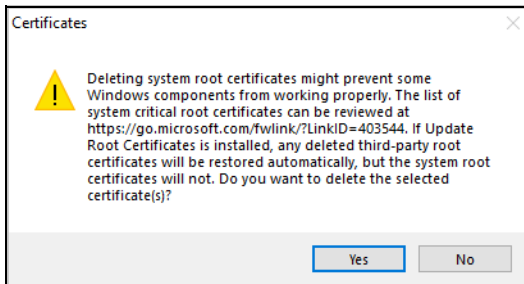 Certificates
Deleting system root certificates might prevent some
Windows components from working properly. The list of
system critical root certificates can be reviewed at
https://go.microsoft.com/fwlink/?LinkID=403544. If Update
Root Certificates is installed, any deleted third-party root
certificates will be restored automatically, but the system root
certificates will not. Do you want to delete the selected
certificate(s)?
Yes
No